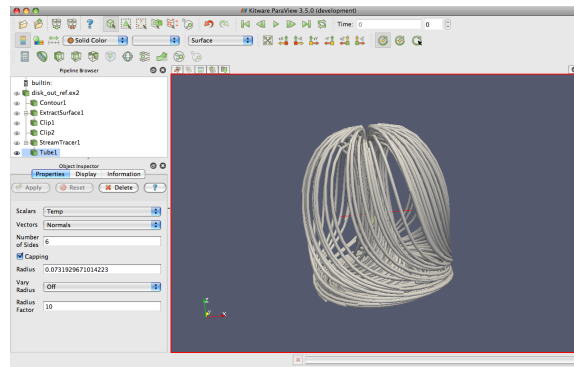 Kitware ParaView 3.5.0 (development)
Time: 0
0
Solid Color
Surface
Pipeline Browser
builtin:
disk_out_ref.ex2
Contour1
ExtractSurface1
Clip1
Clip2
StreamTracer1
Tube1
Object Inspector
Properties Display Information
Apply Reset Delete ?
Scalars Temp
Vectors Normals
Number
of Sides 6
Capping
Radius 0.0731929671014223
Vary
Radius Off
Radius
Factor 10
Z
Y X